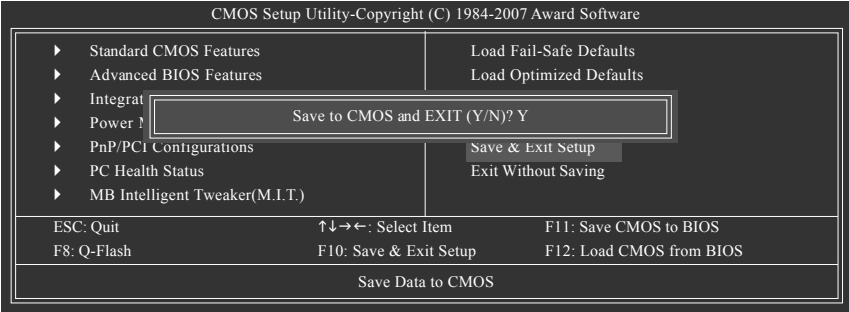 CMOS Setup Utility-Copyright (C) 1984-2007 Award Software
Standard CMOS Features
Advanced BIOS Features
Power
PnP/PCI Configurations
PC Health Status
MB Intelligent Tweaker(M.I.T.)
Load Fail-Safe Defaults
Load Optimized Defaults
Save & Exit Setup
Exit Without Saving
Save to CMOS and EXIT (Y/N)? Y
ESC: Quit ↑↓→←: Select Item F11: Save CMOS to BIOS
F8: Q-Flash F10: Save & Exit Setup F12: Load CMOS from BIOS
Save Data to CMOS